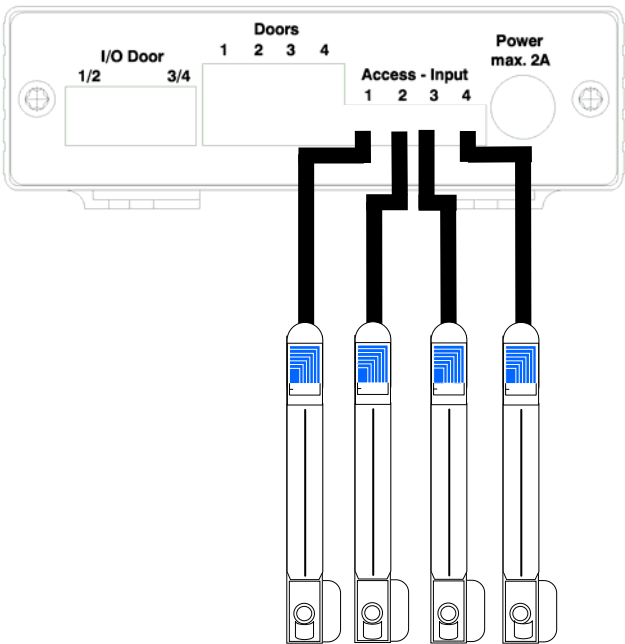 Doors
1 2 3 4
I/O Door
1/2 3/4
Access - Input
1 2 3 4
Power
max. 2A